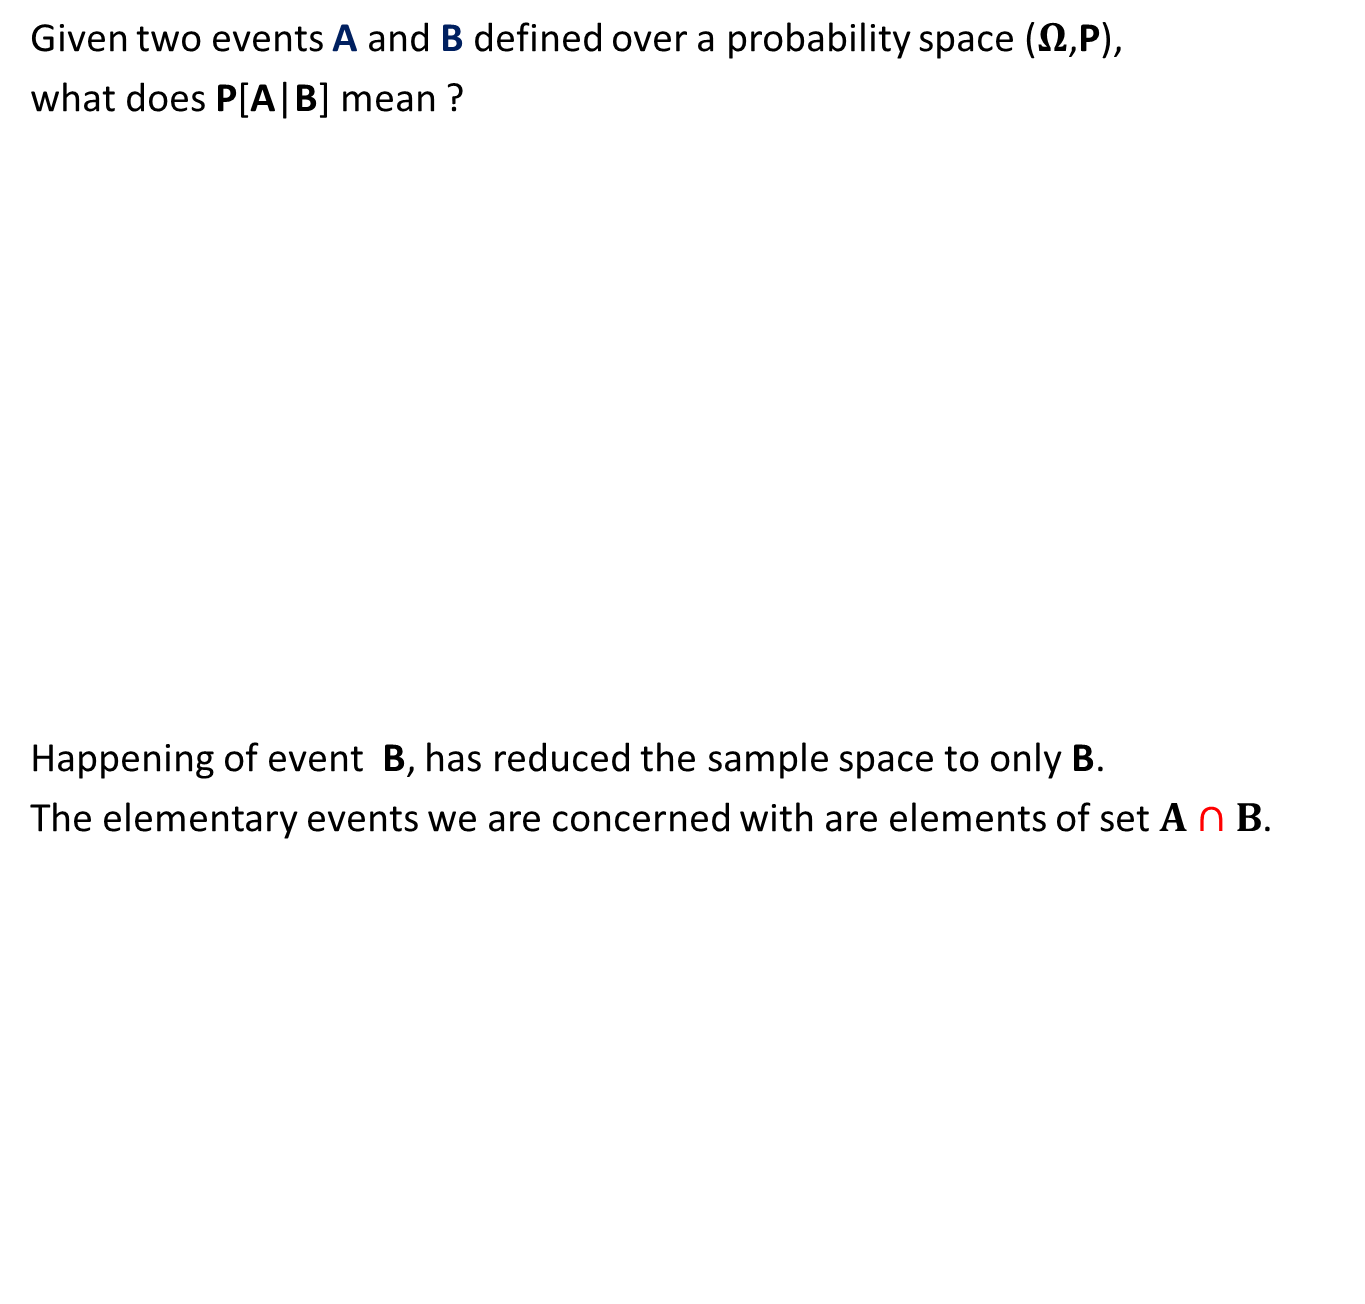 Given two events A and B defined over a probability space (Ω,P),
what does P[A|B] mean ?
Happening of event B, has reduced the sample space to only B.
The elementary events we are concerned with are elements of set A ∩ B.